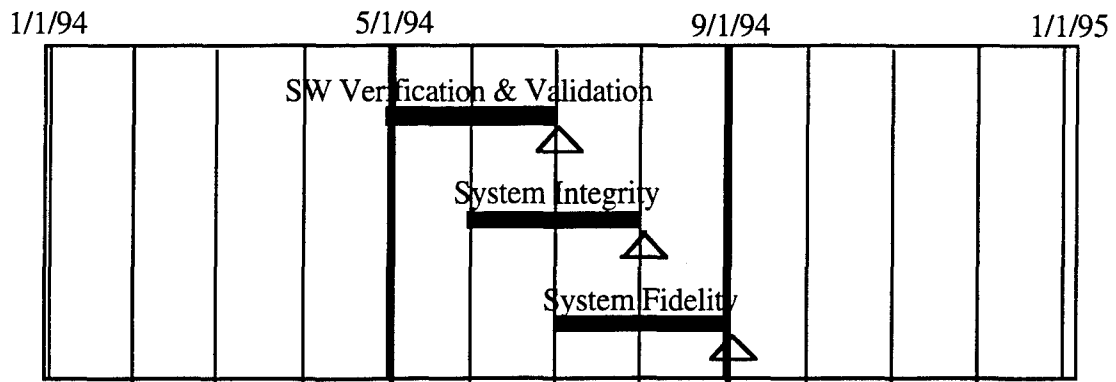 1/1/94 5/1/94 9/1/94 1/1/95
SW Verification & Validation
System Integrity
System Fidelity